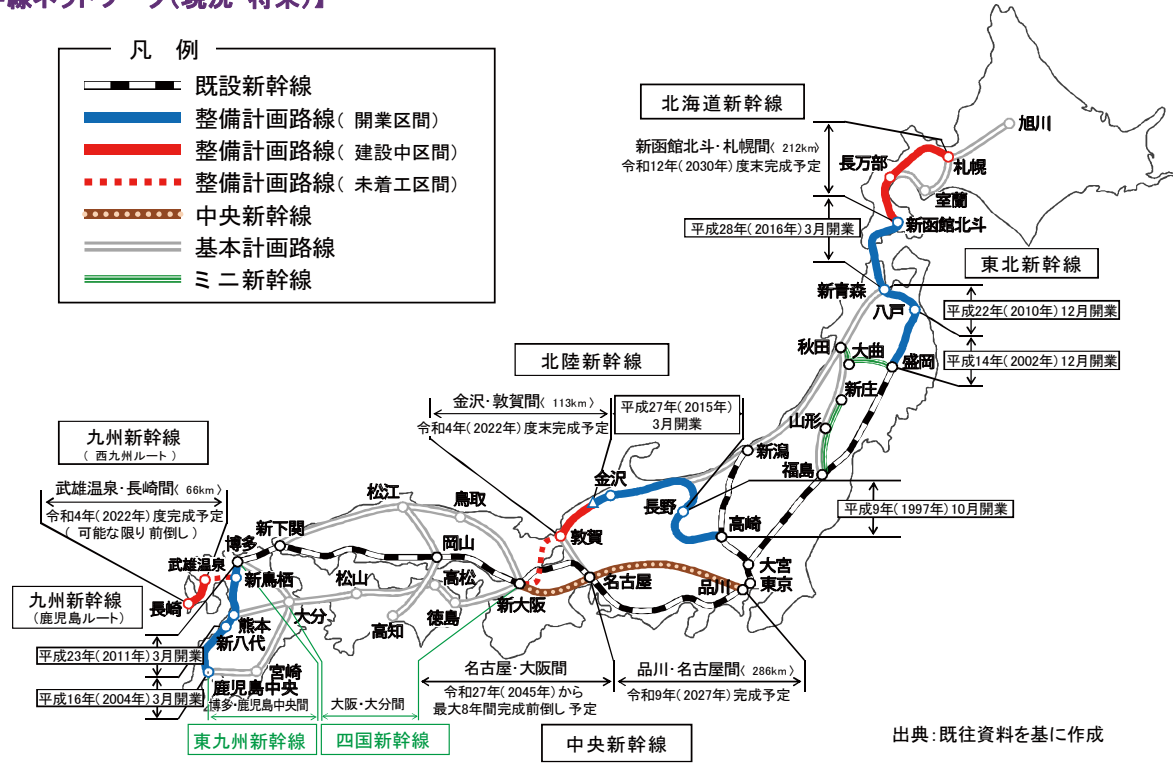 線ネットワーク(現況・将来)】
凡 例
既設新幹線
整備計画路線( 開業区間)
整備計画路線( 建設中区間)
整備計画路線( 未着工区間)
中央新幹線
基本計画路線
ミニ新幹線
北海道新幹線
新函館北斗・札幌間〈 212km〉
令和12年(2030年) 度末完成予定
旭川
長万部
札幌
室蘭
平成28年(2016年) 3月開業
新函館北斗
東北新幹線
新青森
八戸
平成22年(2010年) 12月開業
秋田
大曲
盛岡
平成14年(2002年) 12月開業
新庄
山形
北陸新幹線
金沢・敦賀間〈 113km〉
令和4年(2022年) 度末完成予定
平成27年(2015年)
3月開業
新潟
福島
金沢
長野
高崎
平成9年(1997年) 10月開業
九州新幹線
( 西九州ルート )
武雄温泉・長崎間〈 66km〉
令和4年(2022年) 度完成予定
( 可能な限り前倒し )
松江
鳥取
敦賀
新下関
博多
岡山
大宮
東京
武雄温泉
新鳥栖
松山
高松
新大阪
名古屋
品川
九州新幹線
(鹿児島ルート)
長崎
熊本
大分
高知
徳島
新八代
平成23年(2011年) 3月開業
宮崎
鹿児島中央
平成16年(2004年) 3月開業
博多・鹿児島中央間
大阪・大分間
名古屋・大阪間
令和27年(2045年) から
最大8年間完成前倒し 予定
品川・名古屋間〈 286km〉
令和9年(2027年) 完成予定
東九州新幹線
四国新幹線
中央新幹線
出典：既往資料を基に作成